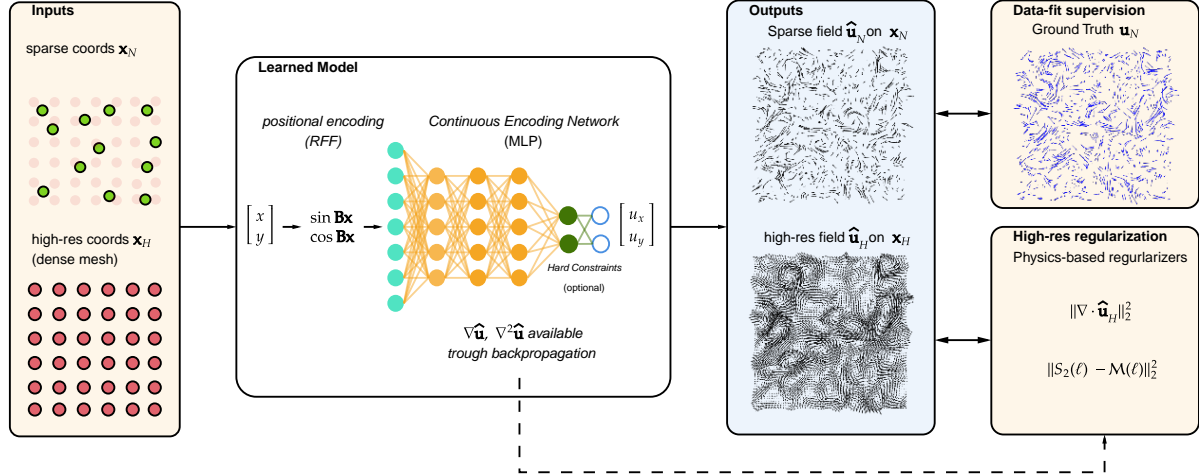 Inputs
sparse coords 𝐱_N
high-res coords 𝐱_H
(dense mesh)
Learned Model
positional encoding
(RFF)
Continuous Encoding Network
(MLP)
[x y]
sin 𝐁𝐱
cos 𝐁𝐱
[u_x u_y]
Hard Constraints
(optional)
∇𝐮̂, ∇²𝐮̂ available
trough backpropagation
Outputs
Sparse field 𝐮̂_N on 𝐱_N
high-res field 𝐮̂_H on 𝐱_H
Data-fit supervision
Ground Truth 𝐮_N
High-res regularization
Physics-based regurlarizers
||∇ · 𝐮̂_H||₂²
||S₂(ℓ) − M(ℓ)||₂²